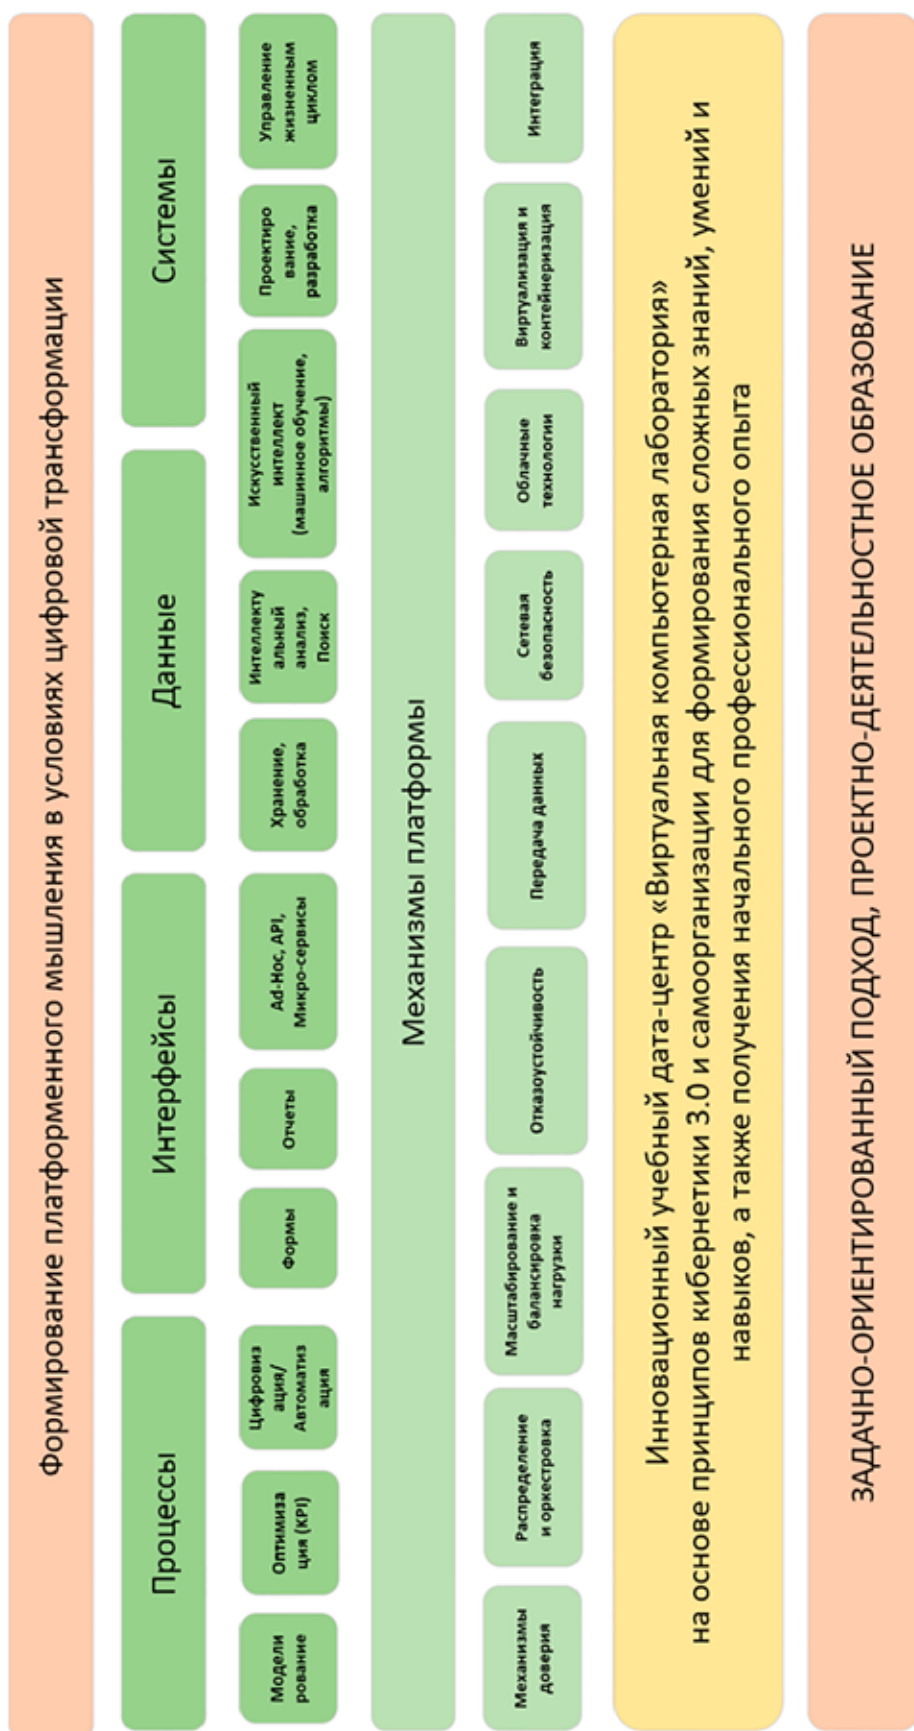 Формирование платформенного мышления в условиях цифровой трансформации
Процессы
Интерфейсы
Данные
Системы
Модели
рование
Оптимиза
ция (KPI)
Цифровиз
ация/
Автоматиз
ация
Формы
Отчеты
Ad-Hoc, API,
Микро-сервисы
Хранение,
обработка
Интеллекту
альный
анализ,
Поиск
Искусственный
интеллект
(машинное обучение,
алгоритмы)
Проектиро
вание,
разработка
Управление
жизненным
циклом
Механизмы платформы
Механизмы
доверия
Распределение
и оркестровка
Масштабирование и
балансировка
нагрузки
Отказоустойчивость
Передача данных
Сетевая
безопасность
Облачные
технологии
Виртуализация и
контейнеризация
Интеграция
Инновационный учебный дата-центр «Виртуальная компьютерная лаборатория»
на основе принципов кибернетики 3.0 и самоорганизации для формирования сложных знаний, умений и
навыков, а также получения начального профессионального опыта
ЗАДАЧНО-ОРИЕНТИРОВАННЫЙ ПОДХОД, ПРОЕКТНО-ДЕЯТЕЛЬНОСТНОЕ ОБРАЗОВАНИЕ